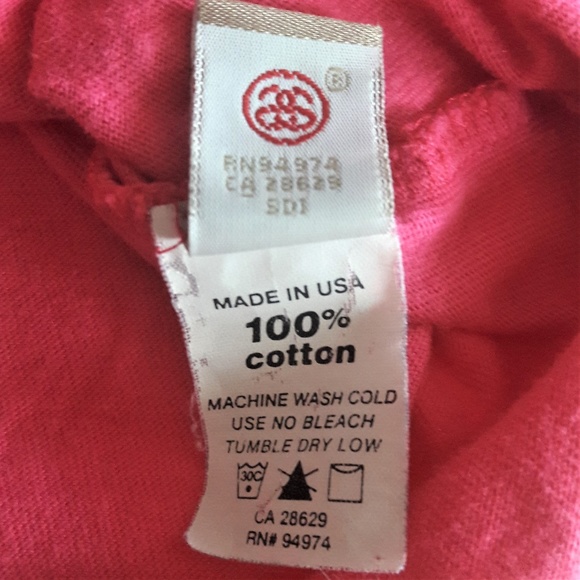 ®
RN94974
CA 28629
SDI
MADE IN USA
100%
cotton
MACHINE WASH COLD
USE NO BLEACH
TUMBLE DRY LOW
30C
CA 28629
RN# 94974